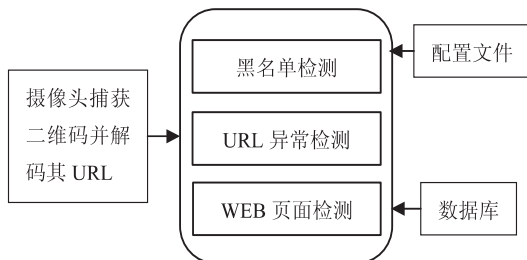 摄像头捕获
二维码并解
码其 URL
黑名单检测
URL 异常检测
WEB 页面检测
配置文件
数据库